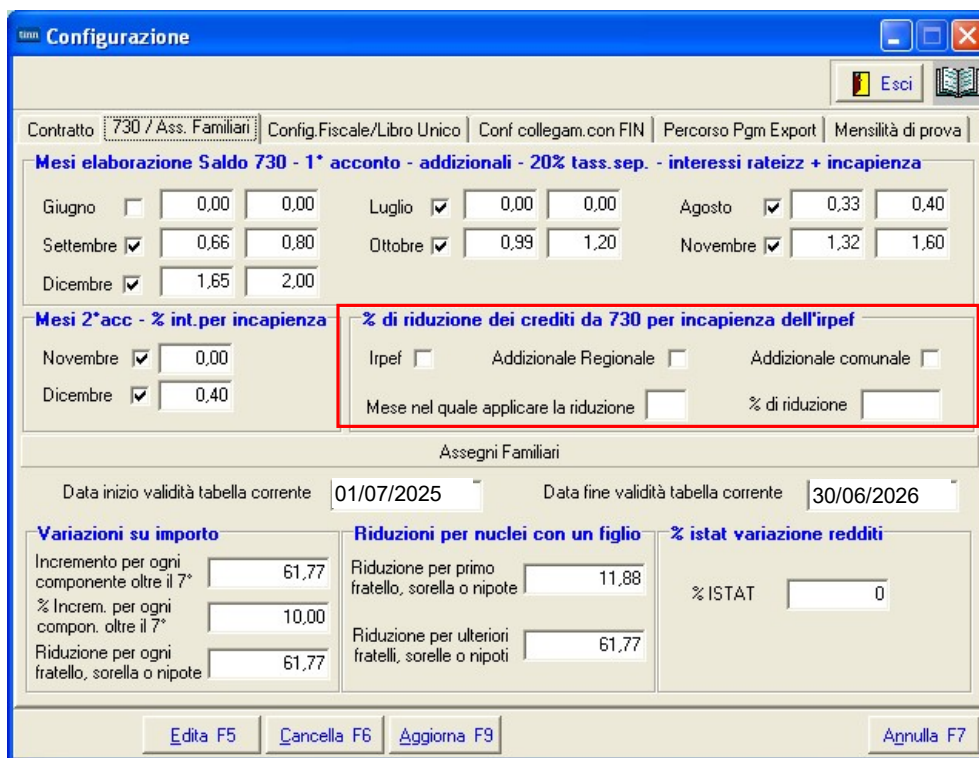 tinn Configurazione
Esci
Contratto 730 / Ass. Familiari Config.Fiscale/Libro Unico Conf collegam.con FIN Percorso Pgm Export Mensilità di prova
Mesi elaborazione Saldo 730 - 1° acconto - addizionali - 20% tass.sep. - interessi rateizz + incapienza
Giugno 0,00 0,00 Luglio 0,00 0,00 Agosto 0,33 0,40
Settembre 0,66 0,80 Ottobre 0,99 1,20 Novembre 1,32 1,60
Dicembre 1,65 2,00
Mesi 2°acc - % int.per incapienza
Novembre 0,00
Dicembre 0,40
% di riduzione dei crediti da 730 per incapienza dell'irpef
Irpef Addizionale Regionale Addizionale comunale
Mese nel quale applicare la riduzione % di riduzione
Assegni Familiari
Data inizio validità tabella corrente 01/07/2025 Data fine validità tabella corrente 30/06/2026
Variazioni su importo
Incremento per ogni
componente oltre il 7° 61,77
% Increm. per ogni
compon. oltre il 7° 10,00
Riduzione per ogni
fratello, sorella o nipote 61,77
Riduzioni per nuclei con un figlio
Riduzione per primo
fratello, sorella o nipote 11,88
Riduzione per ulteriori
fratelli, sorelle o nipoti 61,77
% istat variazione redditi
% ISTAT 0
Edita F5 Cancella F6 Aggiorna F9 Annulla F7